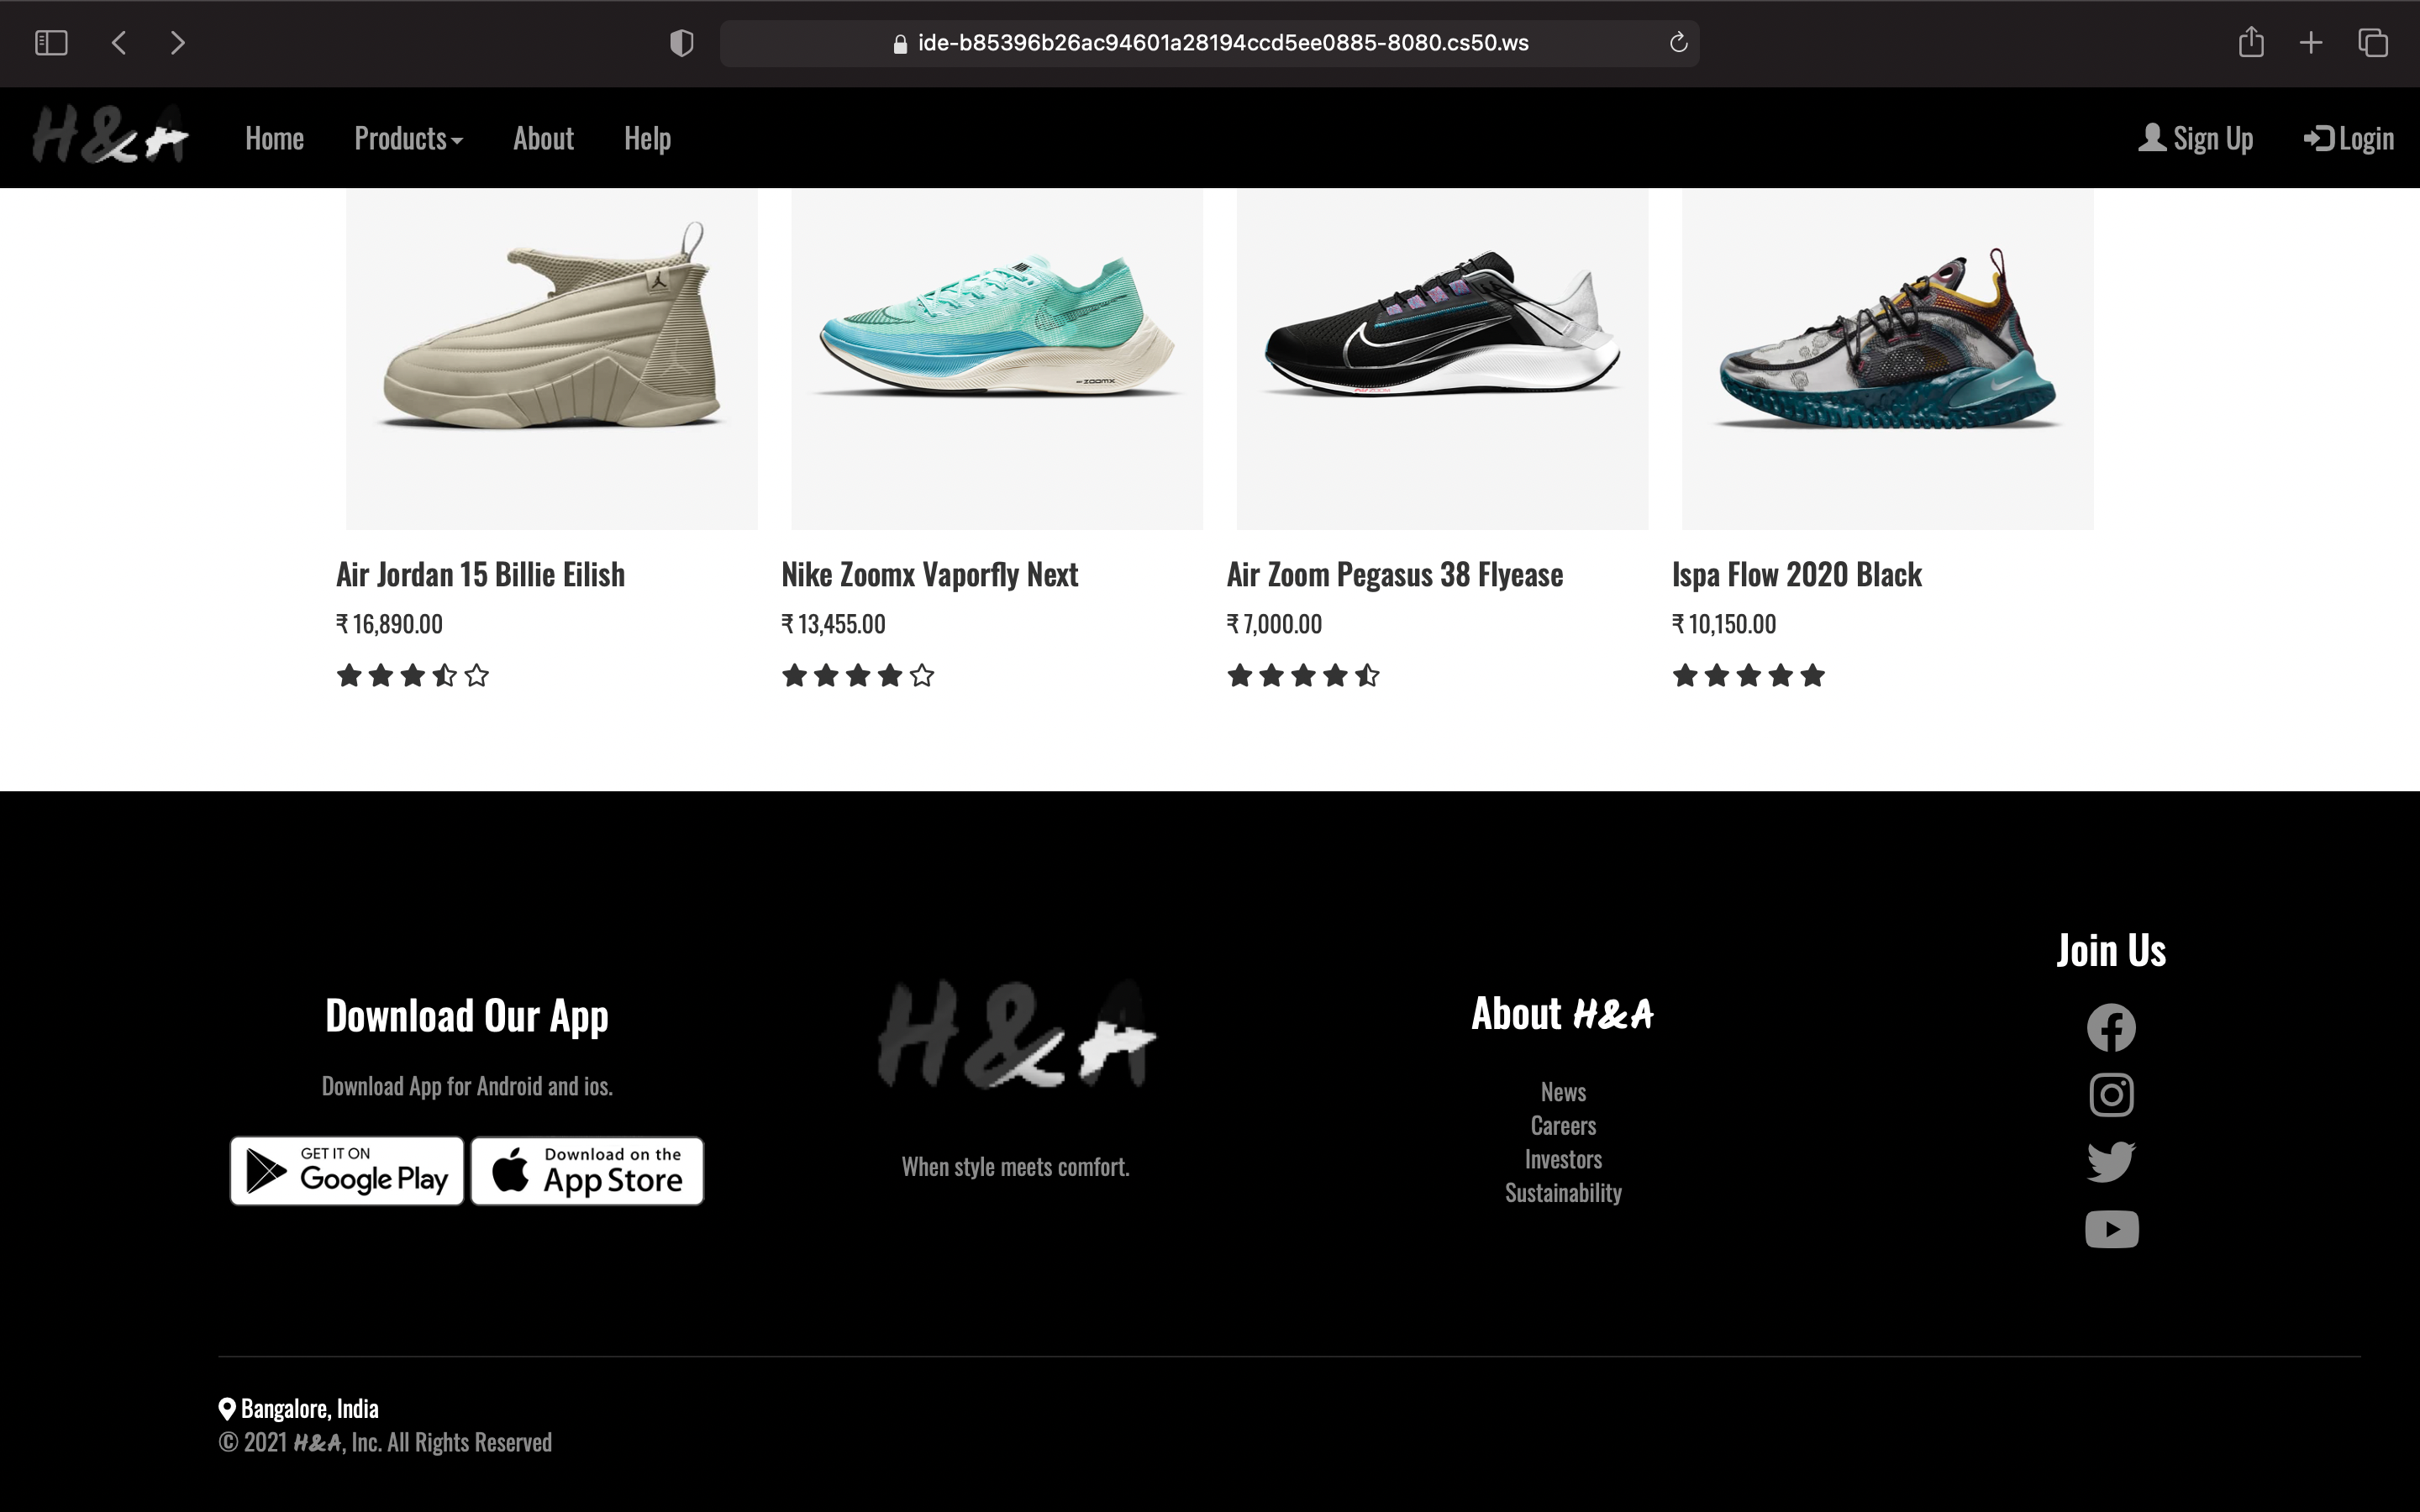 ide-b85396b26ac94601a28194ccd5ee0885-8080.cs50.ws
H&A Home Products About Help Sign Up Login
ZOOMX
Air Jordan 15 Billie Eilish
₹ 16,890.00
Nike Zoomx Vaporfly Next
₹ 13,455.00
Air Zoom Pegasus 38 Flyease
₹ 7,000.00
Ispa Flow 2020 Black
₹ 10,150.00
Download Our App
Download App for Android and ios.
GET IT ON
Google Play
Download on the
App Store
H&A
When style meets comfort.
About H&A
News
Careers
Investors
Sustainability
Join Us
Bangalore, India
© 2021 H&A, Inc. All Rights Reserved